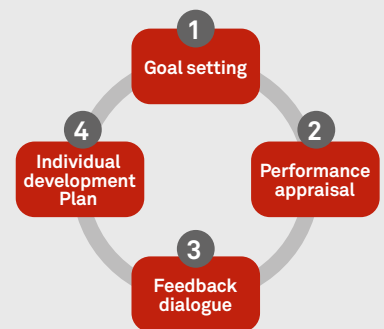 1
Goal setting
2
Performance
appraisal
3
Feedback
dialogue
4
Individual
development
Plan